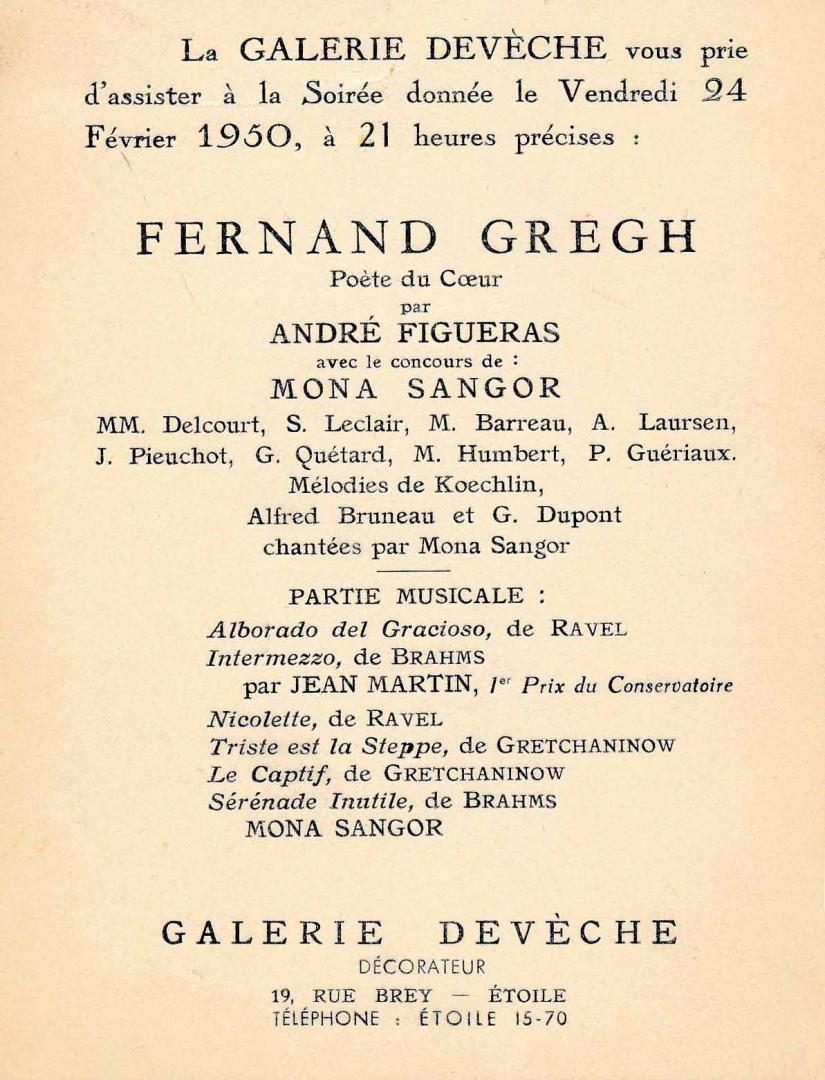 La GALERIE DEVÈCHE vous prie
d'assister à la Soirée donnée le Vendredi 24
Février 1950, à 21 heures précises :
FERNAND GREGH
Poète du Cœur
par
ANDRÉ FIGUERAS
avec le concours de :
MONA SANGOR
MM. Delcourt, S. Leclair, M. Barreau, A. Laursen,
J. Pieuchot, G. Quétard, M. Humbert, P. Guériaux.
Mélodies de Koechlin,
Alfred Bruneau et G. Dupont
chantées par Mona Sangor
PARTIE MUSICALE :
Alborado del Gracioso, de RAVEL
Intermezzo, de BRAHMS
par JEAN MARTIN, 1er Prix du Conservatoire
Nicolette, de RAVEL
Triste est la Steppe, de GRETCHANINOW
Le Captif, de GRETCHANINOW
Sérénade Inutile, de BRAHMS
MONA SANGOR
GALERIE DEVÈCHE
DÉCORATEUR
19, RUE BREY — ÉTOILE
TÉLÉPHONE : ÉTOILE 15-70